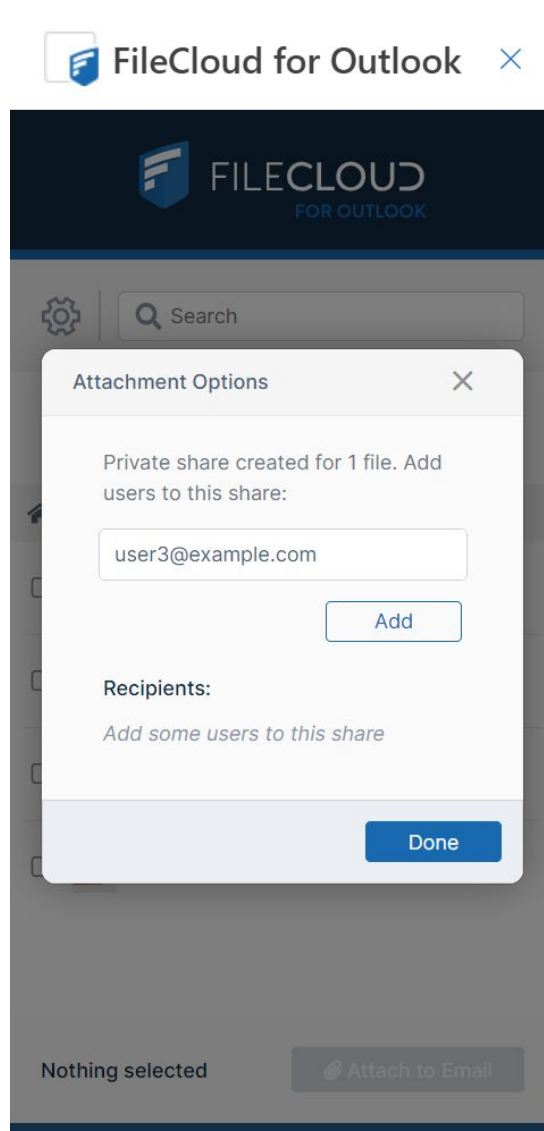 FileCloud for Outlook
FILECLOUD
FOR OUTLOOK
Search
Attachment Options
Private share created for 1 file. Add
users to this share:
user3@example.com
Add
Recipients:
Add some users to this share
Done
Nothing selected
Attach to Email